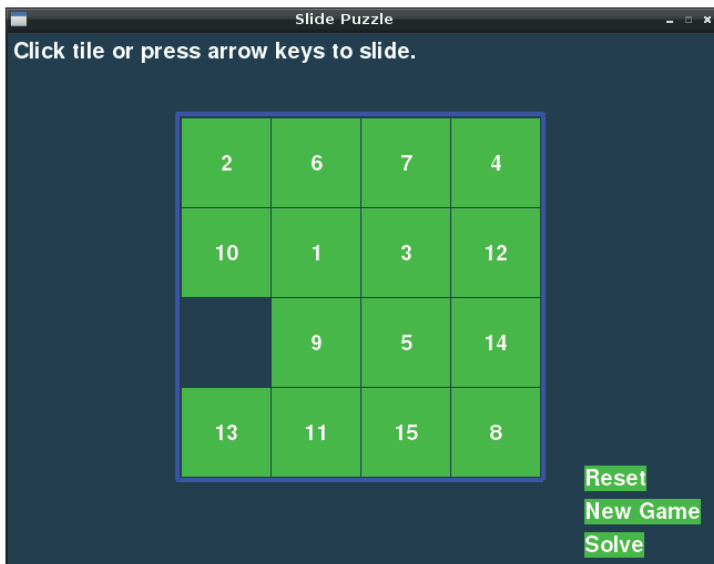 Slide Puzzle
Click tile or press arrow keys to slide.
2 6 7 4
10 1 3 12
9 5 14
13 11 15 8
Reset
New Game
Solve